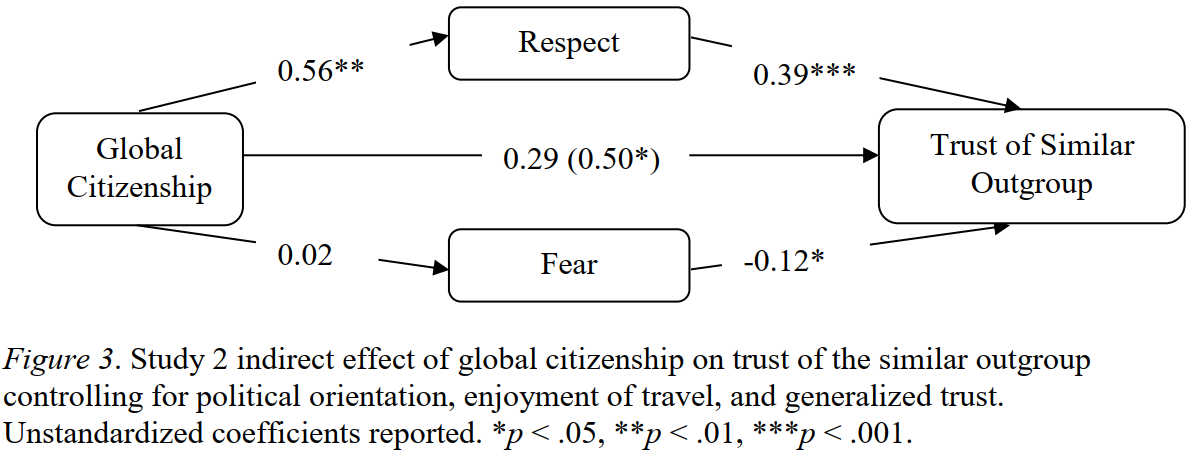 Respect
0.56**
0.39***
Global
Citizenship
0.29 (0.50*)
Trust of Similar
Outgroup
0.02
Fear
-0.12*
Figure 3. Study 2 indirect effect of global citizenship on trust of the similar outgroup
controlling for political orientation, enjoyment of travel, and generalized trust.
Unstandardized coefficients reported. *p < .05, **p < .01, ***p < .001.